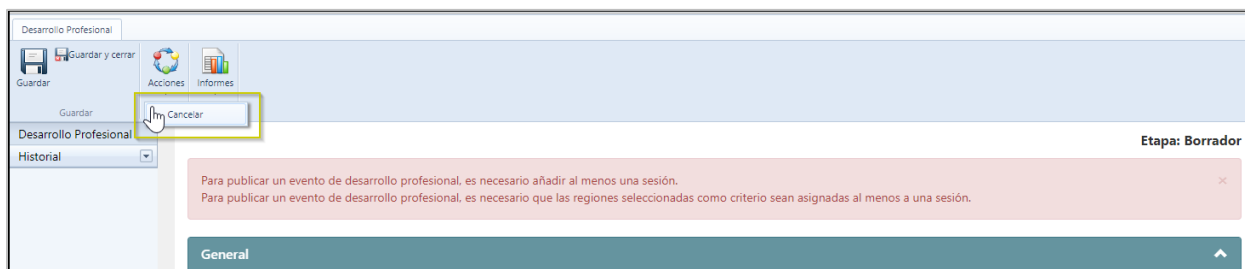 Desarrollo Profesional
Guardar y cerrar
Guardar
Acciones
Informes
Guardar
Cancelar
Desarrollo Profesional
Historial
Etapa: Borrador
Para publicar un evento de desarrollo profesional, es necesario añadir al menos una sesión.
Para publicar un evento de desarrollo profesional, es necesario que las regiones seleccionadas como criterio sean asignadas al menos a una sesión.
General